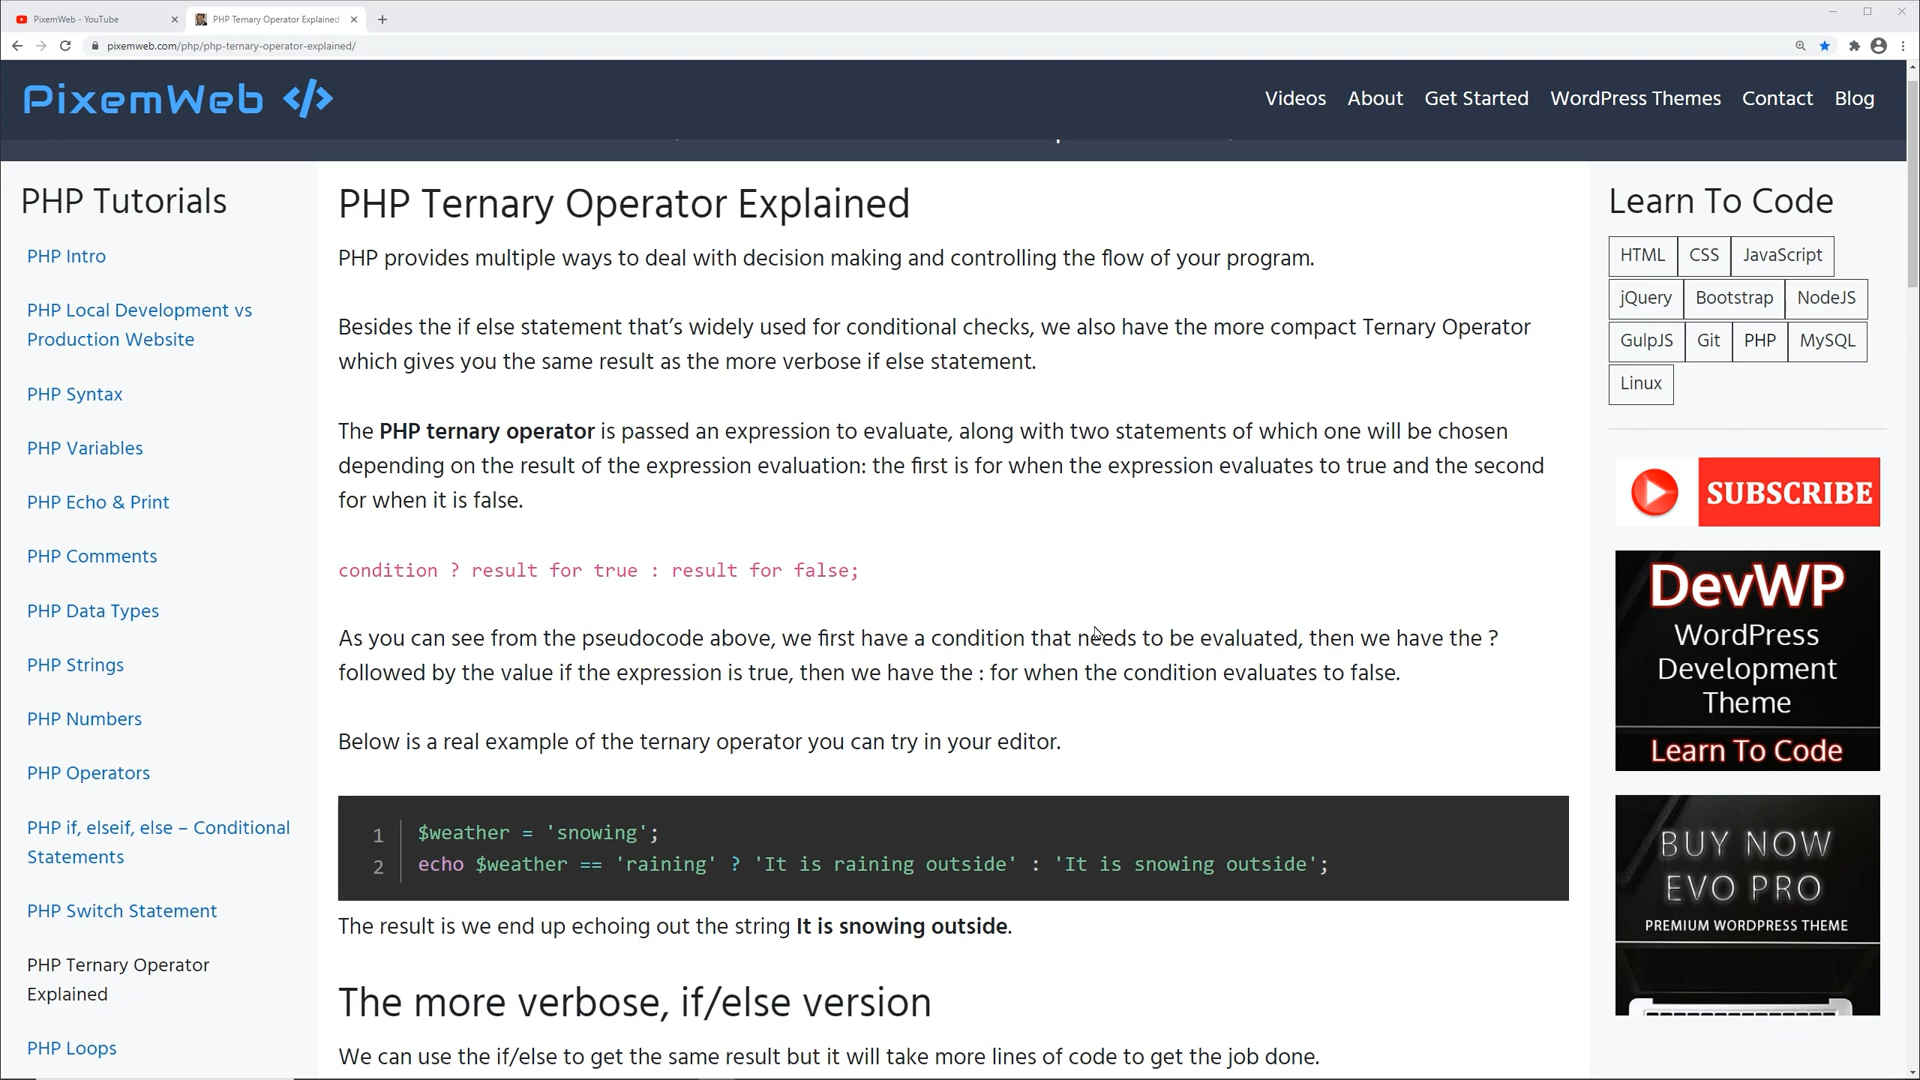 PixemWeb - YouTube
PHP Ternary Operator Explained
pixemweb.com/php/php-ternary-operator-explained/
PixemWeb </>
Videos About Get Started WordPress Themes Contact Blog
PHP Tutorials
PHP Intro
PHP Local Development vs
Production Website
PHP Syntax
PHP Variables
PHP Echo & Print
PHP Comments
PHP Data Types
PHP Strings
PHP Numbers
PHP Operators
PHP if, elseif, else – Conditional
Statements
PHP Switch Statement
PHP Ternary Operator
Explained
PHP Loops
PHP Ternary Operator Explained
PHP provides multiple ways to deal with decision making and controlling the flow of your program.
Besides the if else statement that’s widely used for conditional checks, we also have the more compact Ternary Operator
which gives you the same result as the more verbose if else statement.
The PHP ternary operator is passed an expression to evaluate, along with two statements of which one will be chosen
depending on the result of the expression evaluation: the first is for when the expression evaluates to true and the second
for when it is false.
condition ? result for true : result for false;
As you can see from the pseudocode above, we first have a condition that needs to be evaluated, then we have the ?
followed by the value if the expression is true, then we have the : for when the condition evaluates to false.
Below is a real example of the ternary operator you can try in your editor.
1 $weather = 'snowing';
2 echo $weather == 'raining' ? 'It is raining outside' : 'It is snowing outside';
The result is we end up echoing out the string It is snowing outside.
The more verbose, if/else version
We can use the if/else to get the same result but it will take more lines of code to get the job done.
Learn To Code
HTML CSS JavaScript
jQuery Bootstrap NodeJS
GulpJS Git PHP MySQL
Linux
SUBSCRIBE
DevWP
WordPress
Development
Theme
Learn To Code
BUY NOW
EVO PRO
PREMIUM WORDPRESS THEME